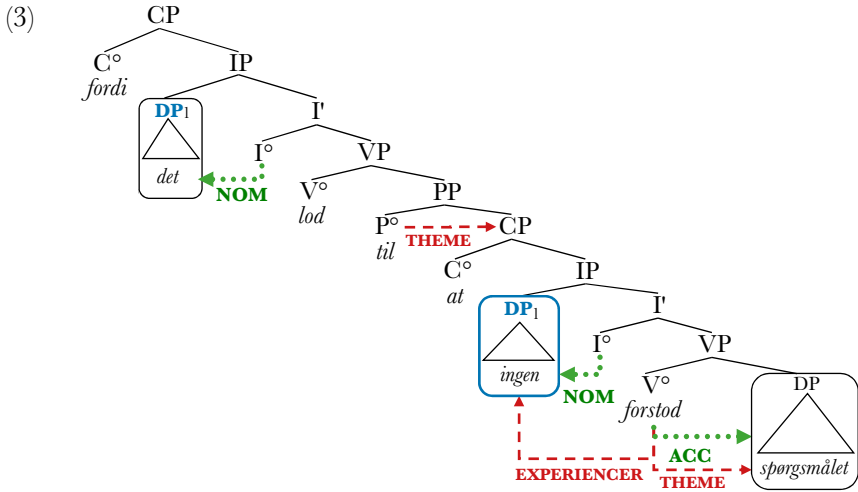 (3)
CP
C° IP
fordi
DP1 I'
det
I° VP
NOM
V° PP
lod
P° THEME CP
til
C° IP
at
DP1 I'
ingen
I° VP
NOM
V° DP
forstod
ACC
spørgsmålet
EXPERIENCER THEME